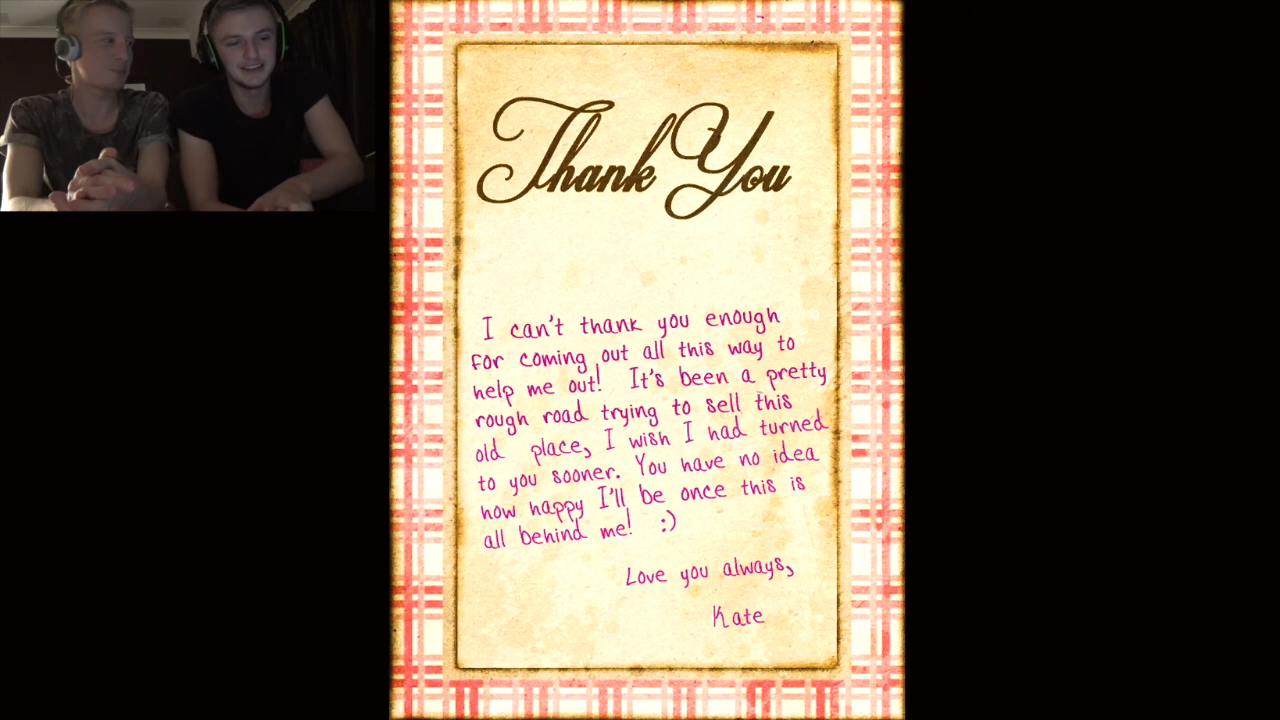 Thank You
I can't thank you enough
for coming out all this way to
help me out! It's been a pretty
rough road trying to sell this
old place, I wish I had turned
to you sooner. You have no idea
how happy I'll be once this is
all behind me! :)
Love you always,
Kate